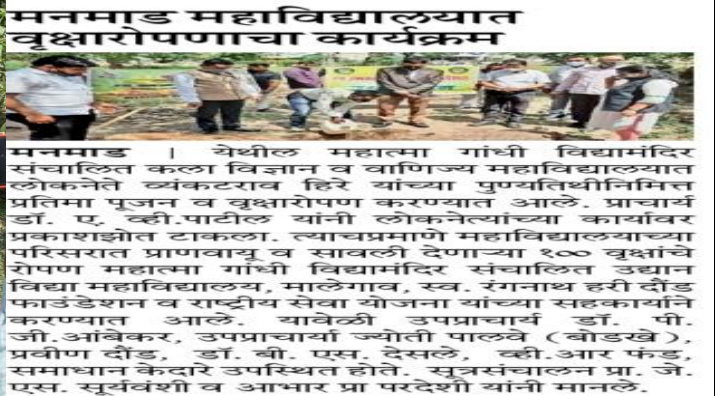 मनमाड महाविद्यालयात
वृक्षारोपणाचा कार्यक्रम
मनमाड | येथील महात्मा गांधी विद्यामंदिर
संचालित कला विज्ञान व वाणिज्य महाविद्यालयात
लोकनेते व्यंकटराव हिरे यांच्या पुण्यतिथीनिमित्त
प्रतिमा पूजन व वृक्षारोपण करण्यात आले. प्राचार्य
डॉ. ए. व्ही.पाटील यांनी लोकनेत्यांच्या कार्यावर
प्रकाशझोत टाकला. त्याचप्रमाणे महाविद्यालयाच्या
परिसरात प्राणवायू व सावली देणाऱ्या १०० वृक्षांचे
रोपण महात्मा गांधी विद्यामंदिर संचालित उद्यान
विद्या महाविद्यालय, मालेगाव, स्व. रंगनाथ हरी दौंड
फाउंडेशन व राष्ट्रीय सेवा योजना यांच्या सहकार्याने
करण्यात आले. यावेळी उपप्राचार्य डॉ. पी.
जी.आंबेकर, उपप्राचार्या ज्योती पालवे (बोडखे),
प्रवीण दौंड, डॉ. बी. एस. देसले, व्ही.आर फंड,
समाधान केदारे उपस्थित होते. सूत्रसंचालन प्रा. जे.
एस. सूर्यवंशी व आभार प्रा परदेशी यांनी मानले.